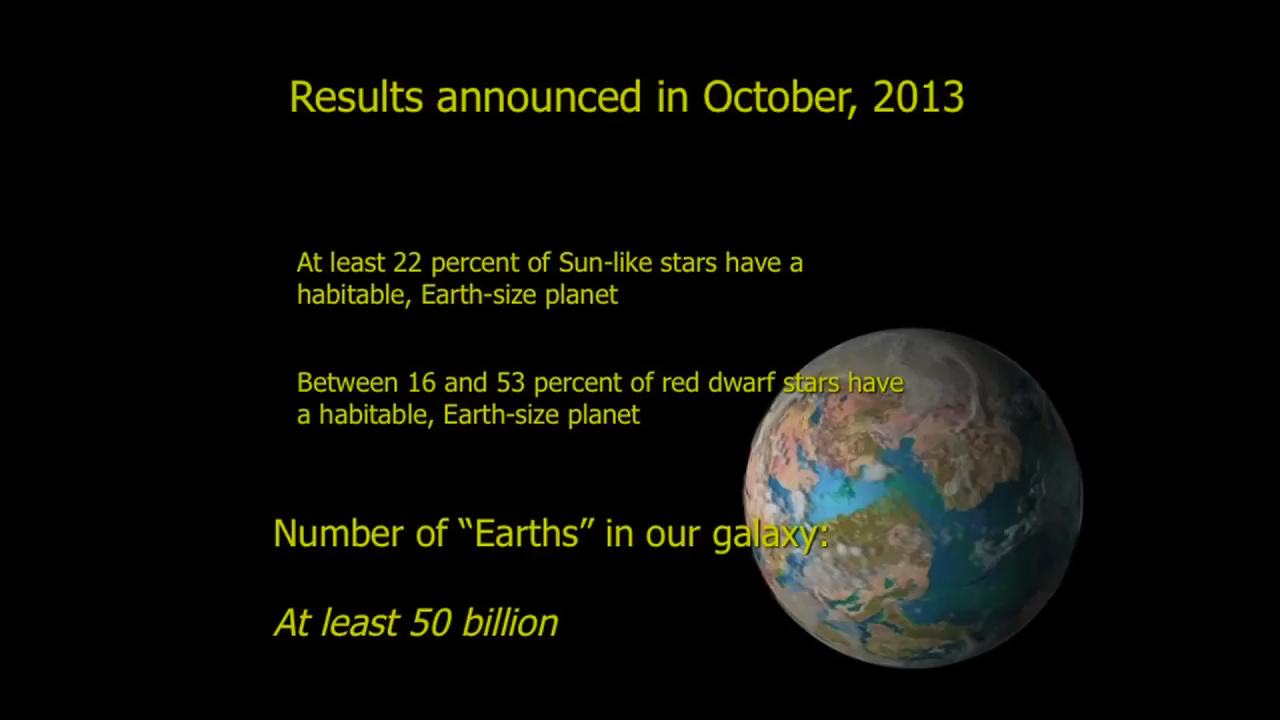 Results announced in October, 2013
At least 22 percent of Sun-like stars have a
habitable, Earth-size planet
Between 16 and 53 percent of red dwarf stars have
a habitable, Earth-size planet
Number of “Earths” in our galaxy:
At least 50 billion